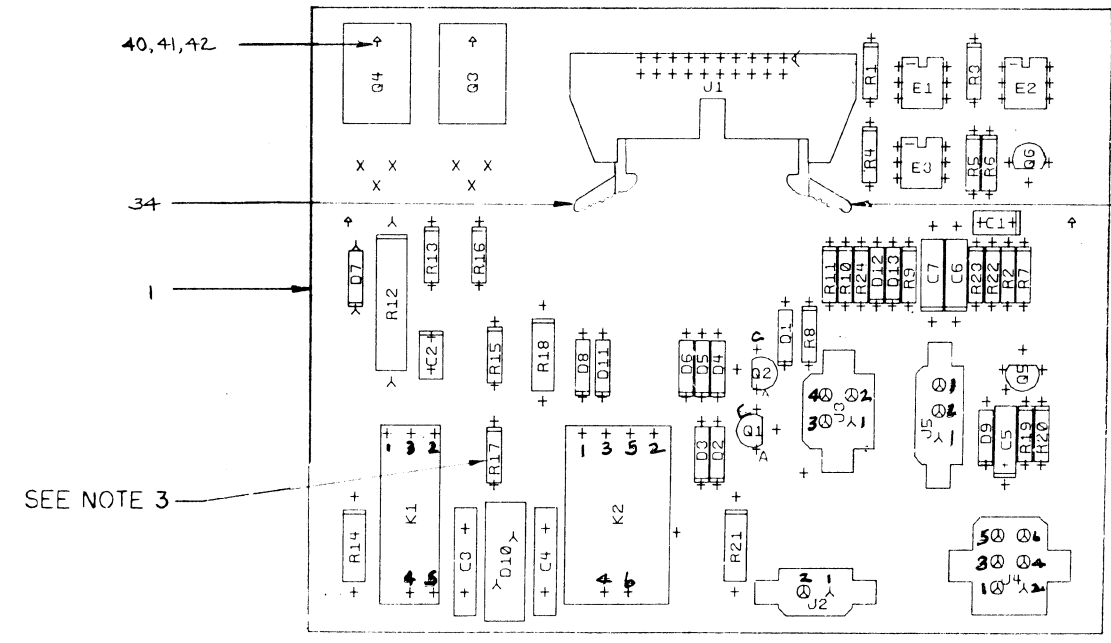 40,41,42
Q4
Q3
J1
R1
E1
R3
E2
R4
E3
R5
R6
Q6
34
C1
1
D7
R12
R13
R16
R11
R10
R24
D12
D13
R9
C7
C6
R23
R22
R2
R7
C2
R15
R18
D8
D11
D6
D5
D4
C
Q2
D1
R8
4
2
3
1
J3
1
2
1
J5
Q5
E
Q1
A
D3
D2
D9
C5
R19
R20
1 3 2
R17
1 3 5 2
SEE NOTE 3
R14
K1
4 5
C3
D10
C4
K2
4 6
R21
2 1
J2
5 6
3 4
1 2
J4